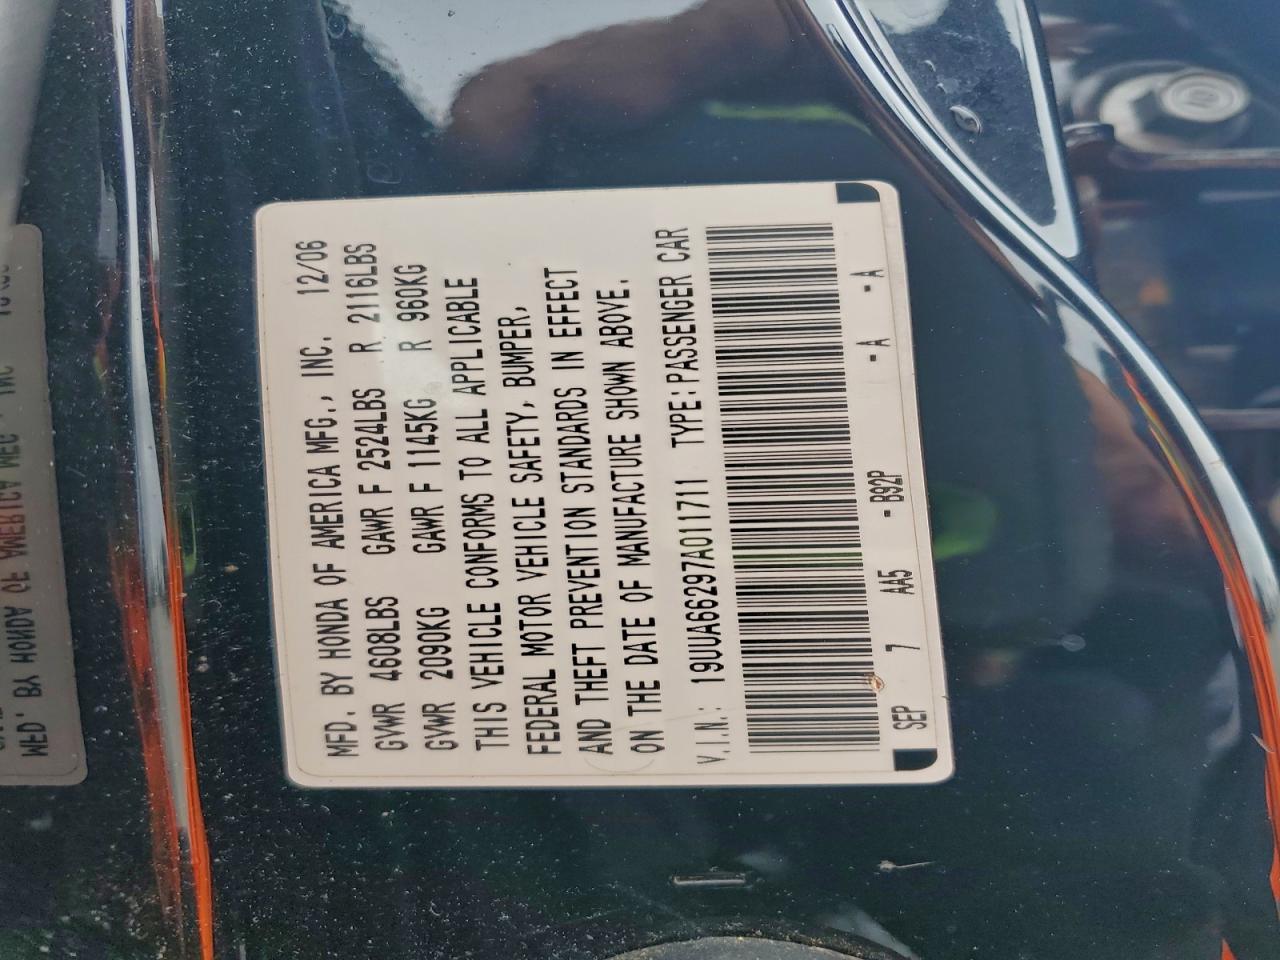 MFD. BY HONDA OF AMERICA MFG., INC. 12/06
GVWR 4608LBS GAWR F 2524LBS R 2116LBS
GVWR 2090KG GAWR F 1145KG R 960KG
THIS VEHICLE CONFORMS TO ALL APPLICABLE
FEDERAL MOTOR VEHICLE SAFETY, BUMPER,
AND THEFT PREVENTION STANDARDS IN EFFECT
ON THE DATE OF MANUFACTURE SHOWN ABOVE.
V.I.N.: 19UUA66297A011711 TYPE:PASSENGER CAR
SEP 7 AA5 - B92P - A - A